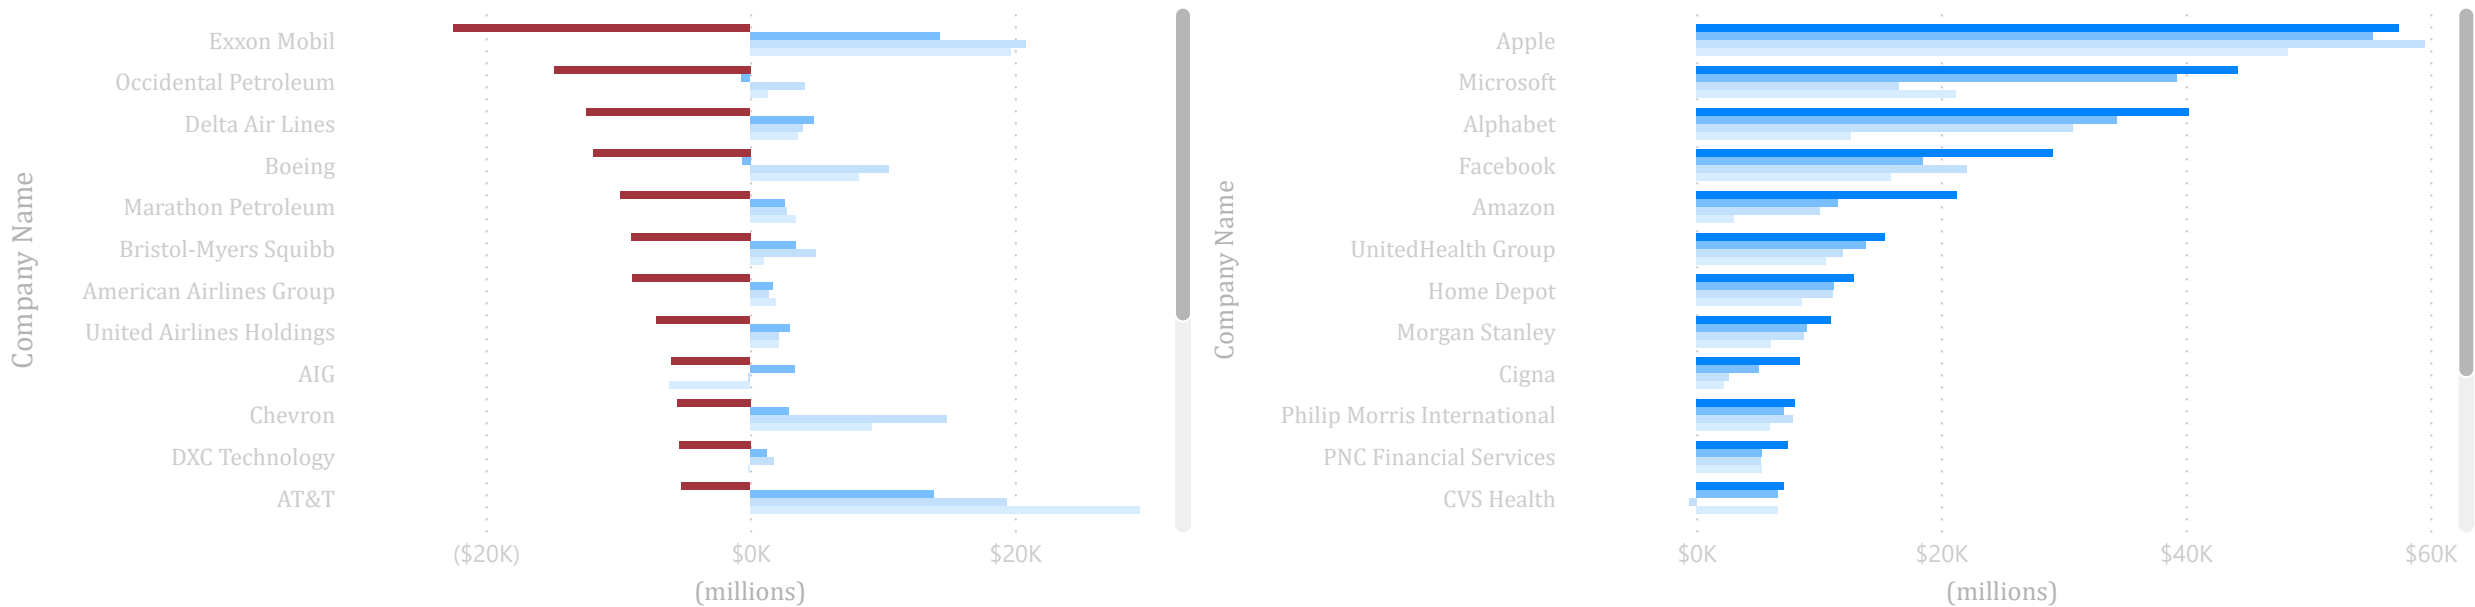 Company Name
Exxon Mobil
Occidental Petroleum
Delta Air Lines
Boeing
Marathon Petroleum
Bristol-Myers Squibb
American Airlines Group
United Airlines Holdings
AIG
Chevron
DXC Technology
AT&T
($20K) $0K $20K
(millions)
Company Name
Apple
Microsoft
Alphabet
Facebook
Amazon
UnitedHealth Group
Home Depot
Morgan Stanley
Cigna
Philip Morris International
PNC Financial Services
CVS Health
$0K $20K $40K $60K
(millions)